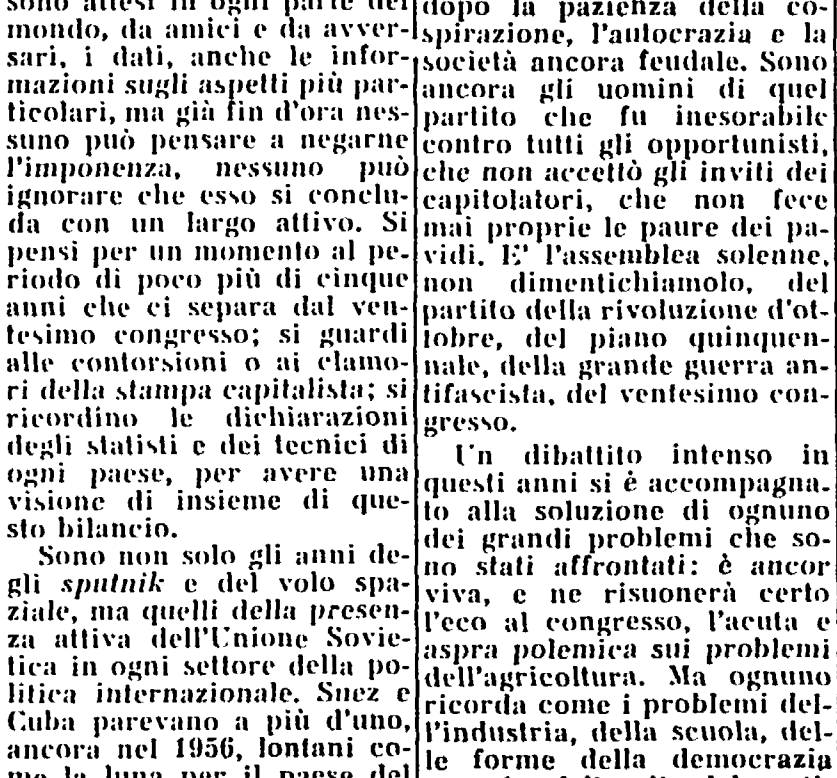 sono attesi in ogni parte del
mondo, da amici e da avver-
sari, i dati, anche le infor-
mazioni sugli aspetti più par-
ticolari, ma già fin d'ora nes-
suno può pensare a negarne
l'imponenza, nessuno può
ignorare che esso si conclu-
da con un largo attivo. Si
pensi per un momento al pe-
riodo di poco più di cinque
anni che ci separa dal ven-
tesimo congresso; si guardi
alle contorsioni o ai clamo-
ri della stampa capitalista; si
ricordino le dichiarazioni
degli statisti e dei tecnici di
ogni paese, per avere una
visione di insieme di que-
sto bilancio.
Sono non solo gli anni de-
gli sputnik e del volo spa-
ziale, ma quelli della presen-
za attiva dell'Unione Sovie-
tica in ogni settore della po-
litica internazionale. Suez e
Cuba parevano a più d'uno,
ancora nel 1956, lontani co-
me la luna per il paese del
dopo la pazienza della co-
spirazione, l'autocrazia e la
società ancora feudale. Sono
ancora gli uomini di quel
partito che fu inesorabile
contro tutti gli opportunisti,
che non accettò gli inviti dei
capitolatori, che non fece
mai proprie le paure dei pa-
vidi. E' l'assemblea solenne,
non dimentichiamolo, del
partito della rivoluzione d'ot-
tobre, del piano quinquen-
nale, della grande guerra an-
tifascista, del ventesimo con-
gresso.
Un dibattito intenso in
questi anni si è accompagna-
to alla soluzione di ognuno
dei grandi problemi che so-
no stati affrontati: è ancor
viva, e ne risuonerà certo
l'eco al congresso, l'acuta e
aspra polemica sui problemi
dell'agricoltura. Ma ognuno
ricorda come i problemi del-
l'industria, della scuola, del-
le forme della democrazia